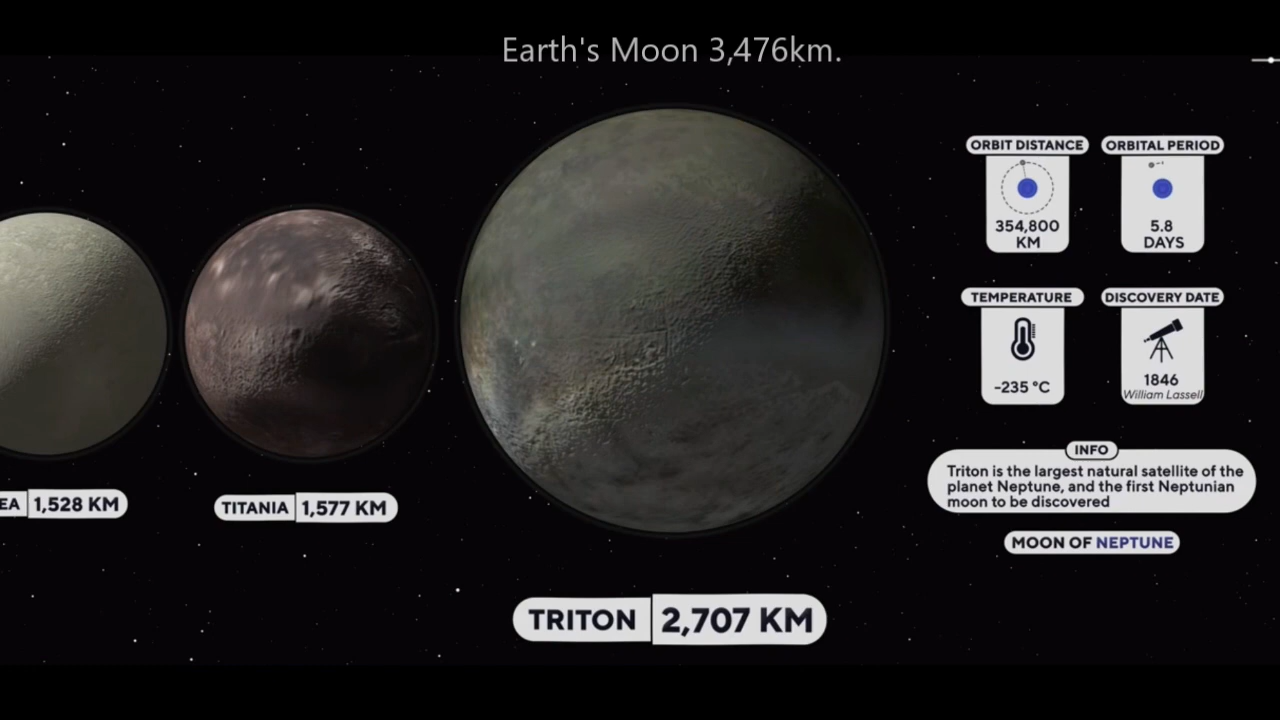 Earth's Moon 3,476km.
ORBIT DISTANCE
354,800
KM
ORBITAL PERIOD
5.8
DAYS
TEMPERATURE
-235 °C
DISCOVERY DATE
1846
William Lassell
INFO
Triton is the largest natural satellite of the
planet Neptune, and the first Neptunian
moon to be discovered
MOON OF NEPTUNE
EA 1,528 KM
TITANIA 1,577 KM
TRITON 2,707 KM